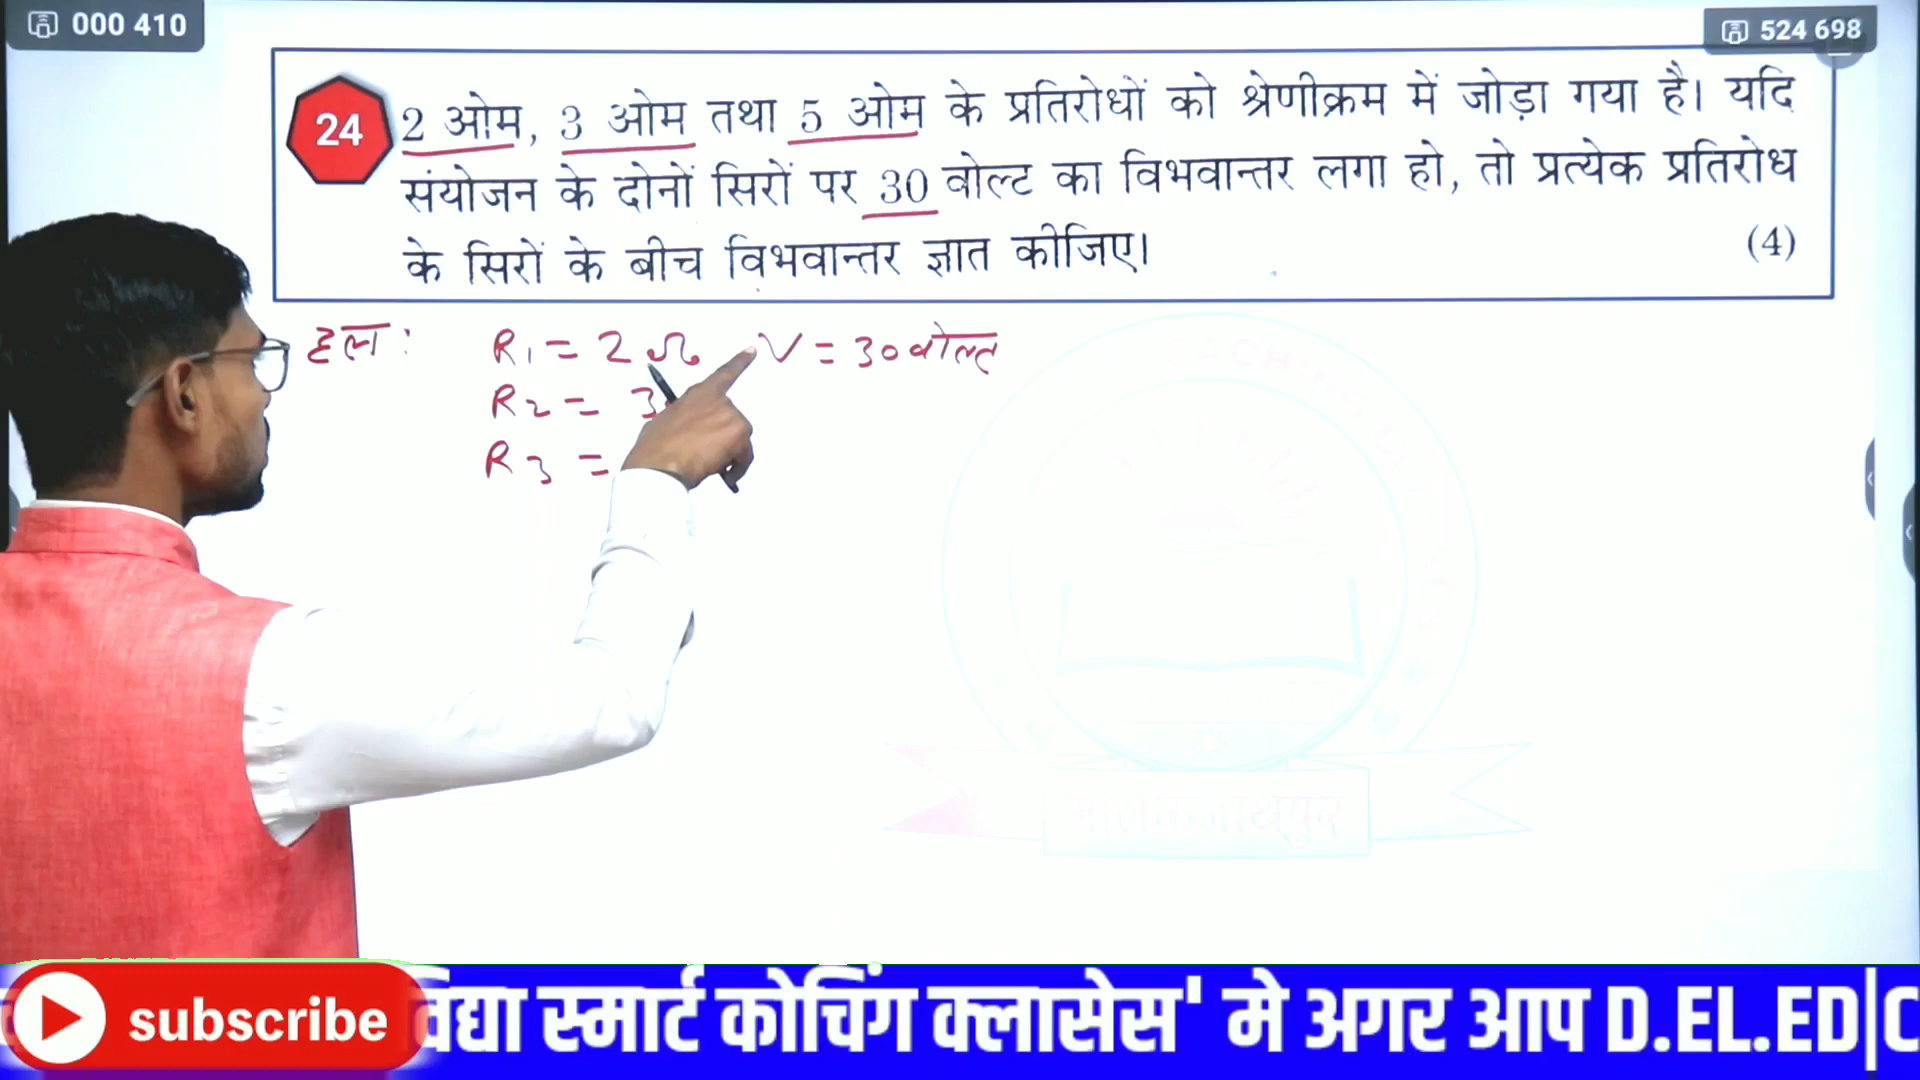 000 410
524 698
24
2 ओम, 3 ओम तथा 5 ओम के प्रतिरोधों को श्रेणीक्रम में जोड़ा गया है। यदि
संयोजन के दोनों सिरों पर 30 वोल्ट का विभवान्तर लगा हो, तो प्रत्येक प्रतिरोध
के सिरों के बीच विभवान्तर ज्ञात कीजिए। (4)
हल : R₁ = 2 Ω V = 30 वोल्ट
R₂ = 3
R₃ =
subscribe विद्या स्मार्ट कोचिंग क्लासेस' मे अगर आप D.EL.ED|C